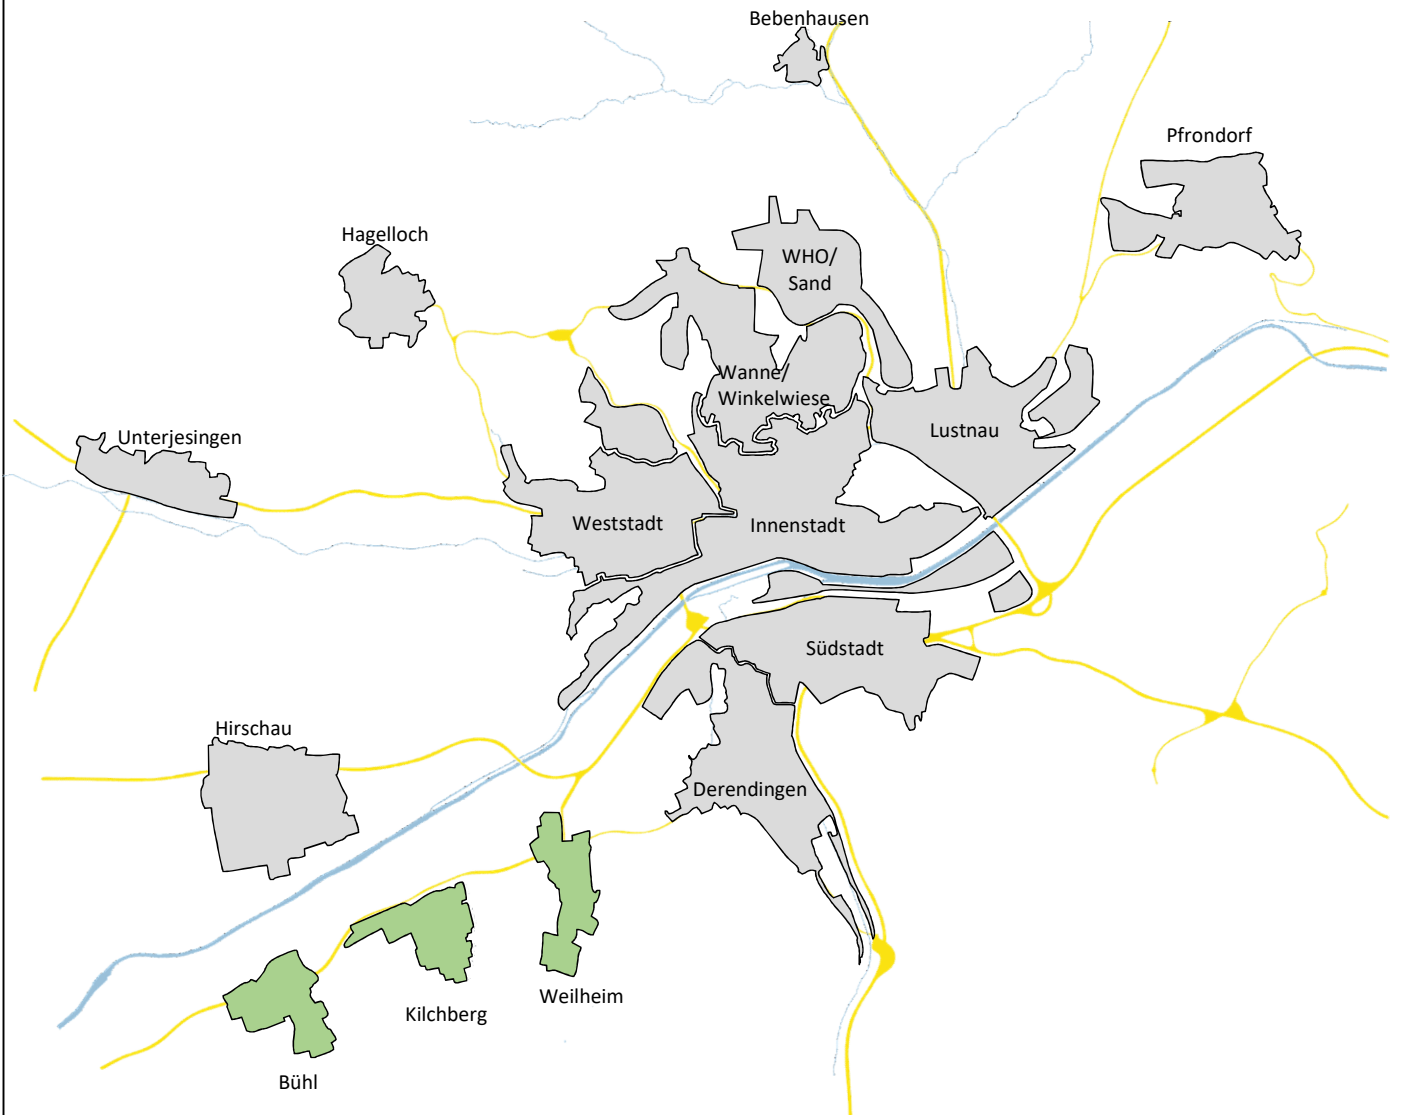 Bebenhausen
Pfrondorf
Hagelloch
WHO/
Sand
Wanne/
Winkelwiese
Lustnau
Unterjesingen
Weststadt
Innenstadt
Südstadt
Hirschau
Derendingen
Weilheim
Kilchberg
Bühl